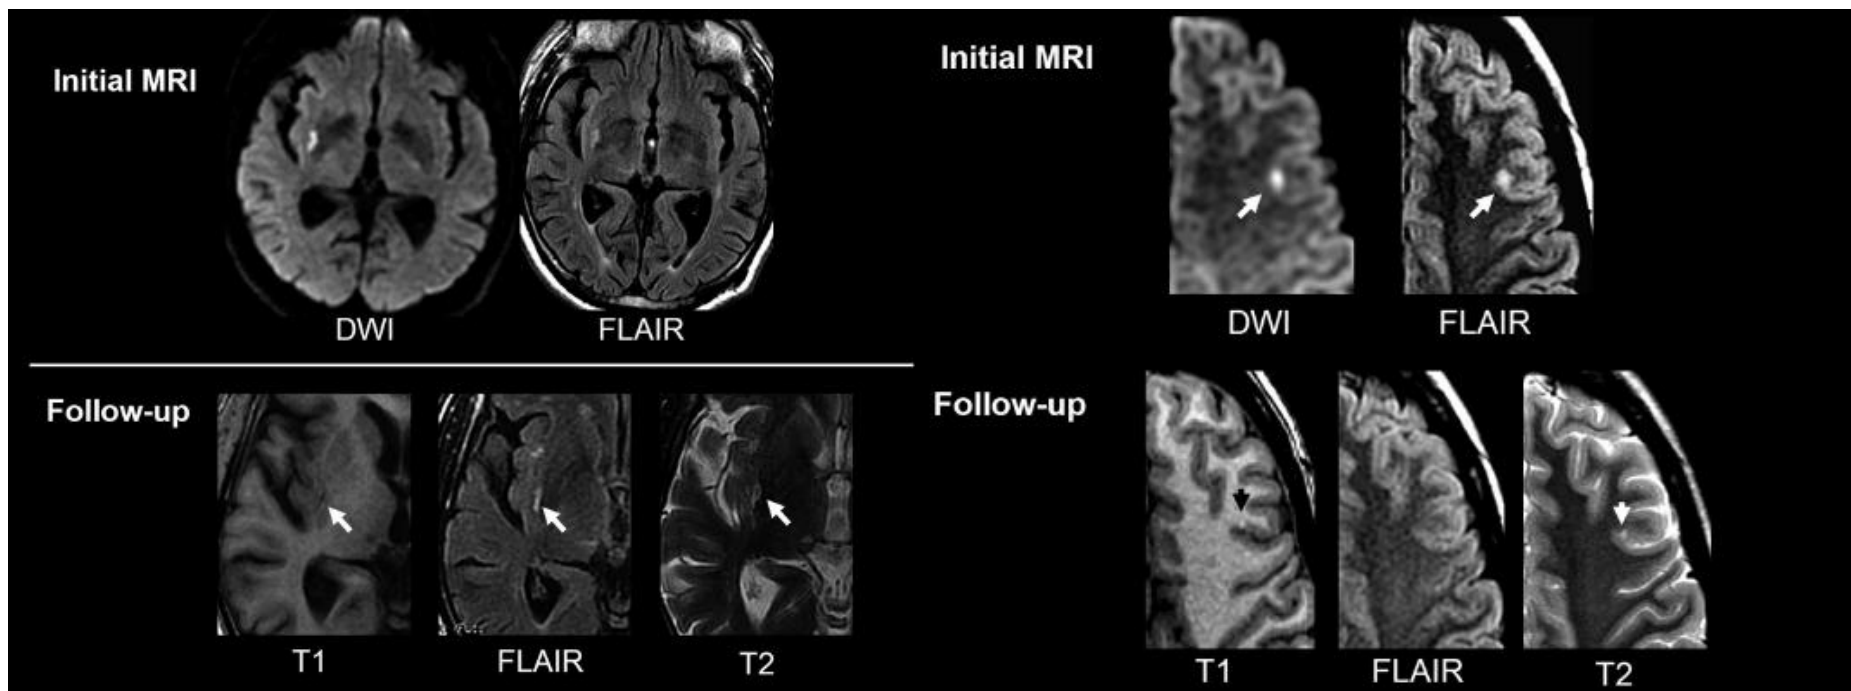 Initial MRI
DWI
FLAIR
Follow-up
T1
FLAIR
T2
Initial MRI
DWI
FLAIR
Follow-up
T1
FLAIR
T2